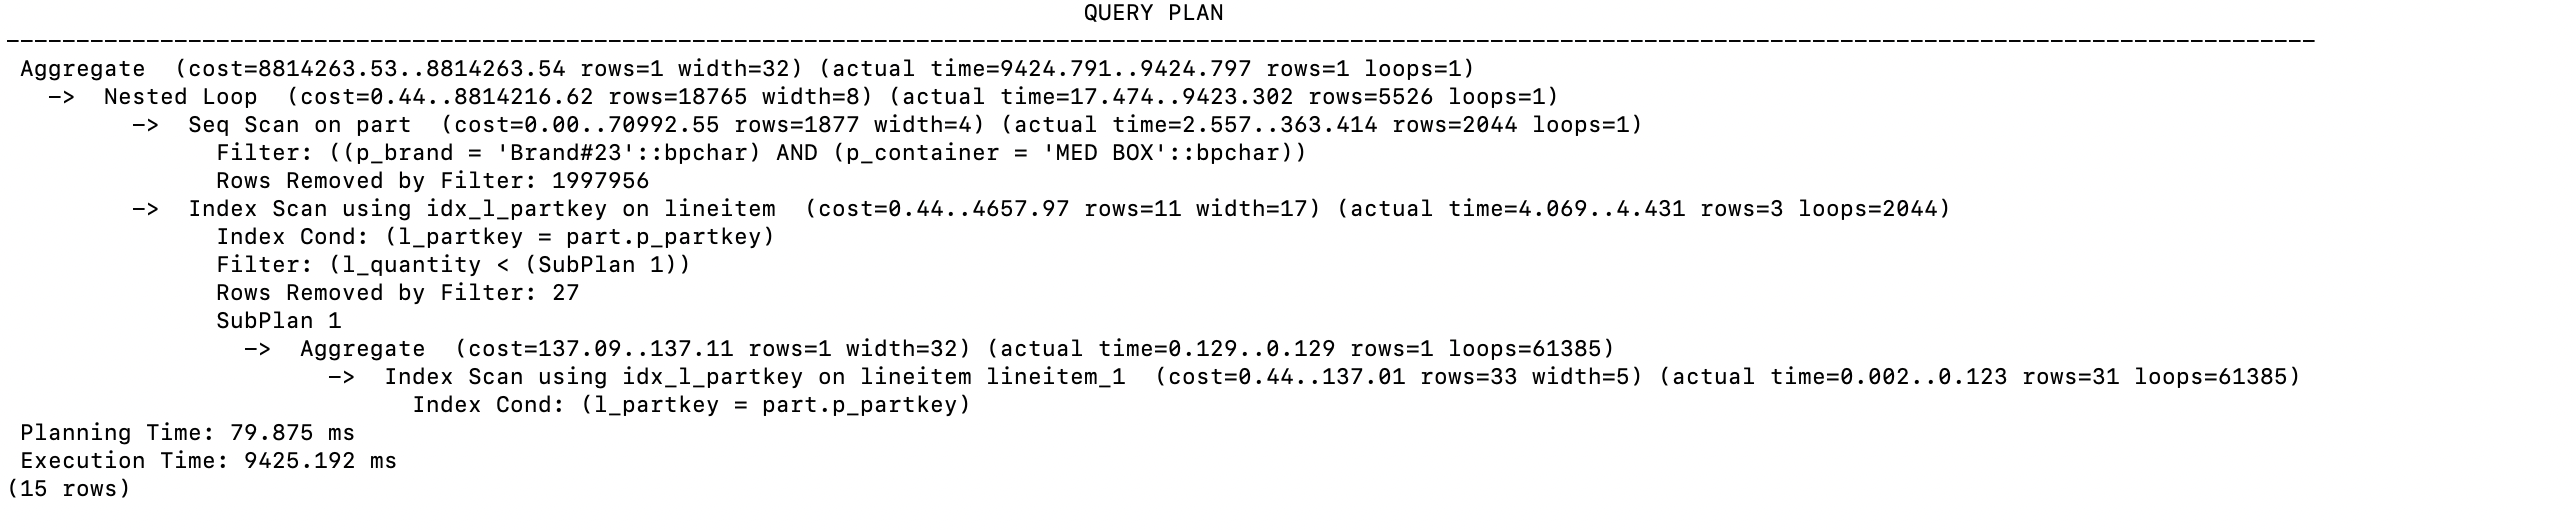 QUERY PLAN
---------------------------------------------------------------------------------------------------------------------------------------------------------------------
Aggregate  (cost=8814263.53..8814263.54 rows=1 width=32) (actual time=9424.791..9424.797 rows=1 loops=1)
  ->  Nested Loop  (cost=0.44..8814216.62 rows=18765 width=8) (actual time=17.474..9423.302 rows=5526 loops=1)
        ->  Seq Scan on part  (cost=0.00..70992.55 rows=1877 width=4) (actual time=2.557..363.414 rows=2044 loops=1)
              Filter: ((p_brand = 'Brand#23'::bpchar) AND (p_container = 'MED BOX'::bpchar))
              Rows Removed by Filter: 1997956
        ->  Index Scan using idx_l_partkey on lineitem  (cost=0.44..4657.97 rows=11 width=17) (actual time=4.069..4.431 rows=3 loops=2044)
              Index Cond: (l_partkey = part.p_partkey)
              Filter: (l_quantity < (SubPlan 1))
              Rows Removed by Filter: 27
              SubPlan 1
                ->  Aggregate  (cost=137.09..137.11 rows=1 width=32) (actual time=0.129..0.129 rows=1 loops=61385)
                      ->  Index Scan using idx_l_partkey on lineitem lineitem_1  (cost=0.44..137.01 rows=33 width=5) (actual time=0.002..0.123 rows=31 loops=61385)
                            Index Cond: (l_partkey = part.p_partkey)
Planning Time: 79.875 ms
Execution Time: 9425.192 ms
(15 rows)